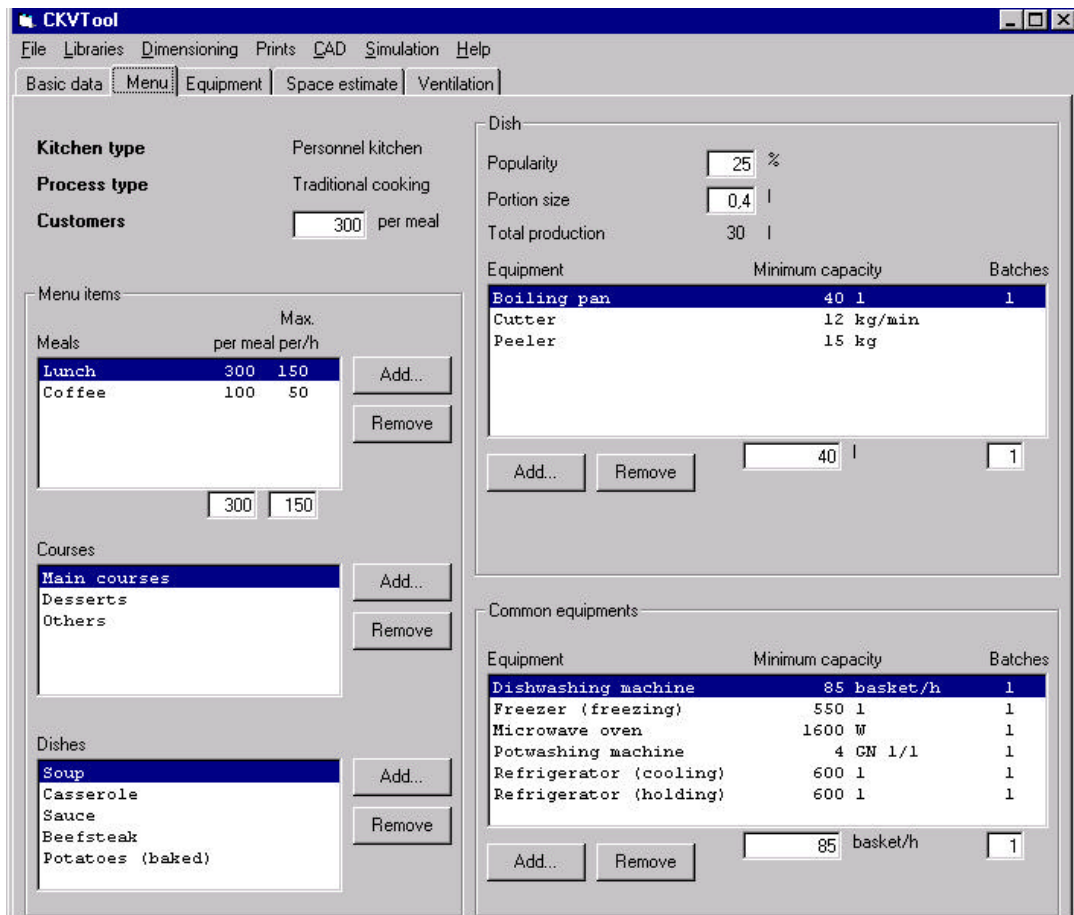 CKVTool
File Libraries Dimensioning Prints CAD Simulation Help
Basic data Menu Equipment Space estimate Ventilation
Kitchen type Personnel kitchen
Process type Traditional cooking
Customers 300 per meal
Menu items
Max.
Meals per meal per/h
Lunch 300 150
Coffee 100 50
Add...
Remove
300 150
Courses
Main courses
Desserts
Others
Add...
Remove
Dishes
Soup
Casserole
Sauce
Beefsteak
Potatoes (baked)
Add...
Remove
Dish
Popularity 25 %
Portion size 0,4 l
Total production 30 l
Equipment Minimum capacity Batches
Boiling pan 40 l 1
Cutter 12 kg/min
Peeler 15 kg
Add... Remove 40 l 1
Common equipments
Equipment Minimum capacity Batches
Dishwashing machine 85 basket/h 1
Freezer (freezing) 550 l 1
Microwave oven 1600 W 1
Potwashing machine 4 GN 1/1 1
Refrigerator (cooling) 600 l 1
Refrigerator (holding) 600 l 1
Add... Remove 85 basket/h 1